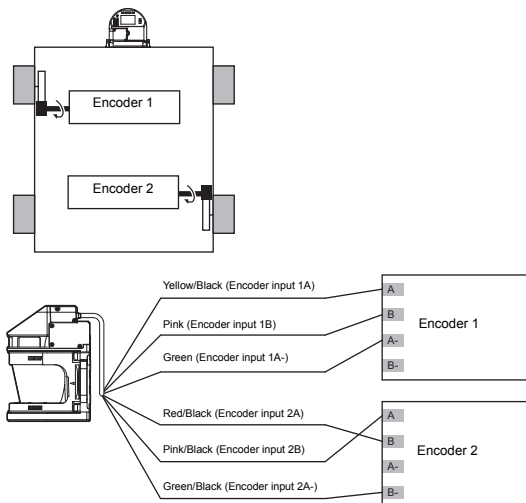 Encoder 1
Encoder 2
Yellow/Black (Encoder input 1A)
Pink (Encoder input 1B)
Green (Encoder input 1A-)
A
B
A-
B-
Encoder 1
Red/Black (Encoder input 2A)
Pink/Black (Encoder input 2B)
Green/Black (Encoder input 2A-)
A
B
A-
B-
Encoder 2